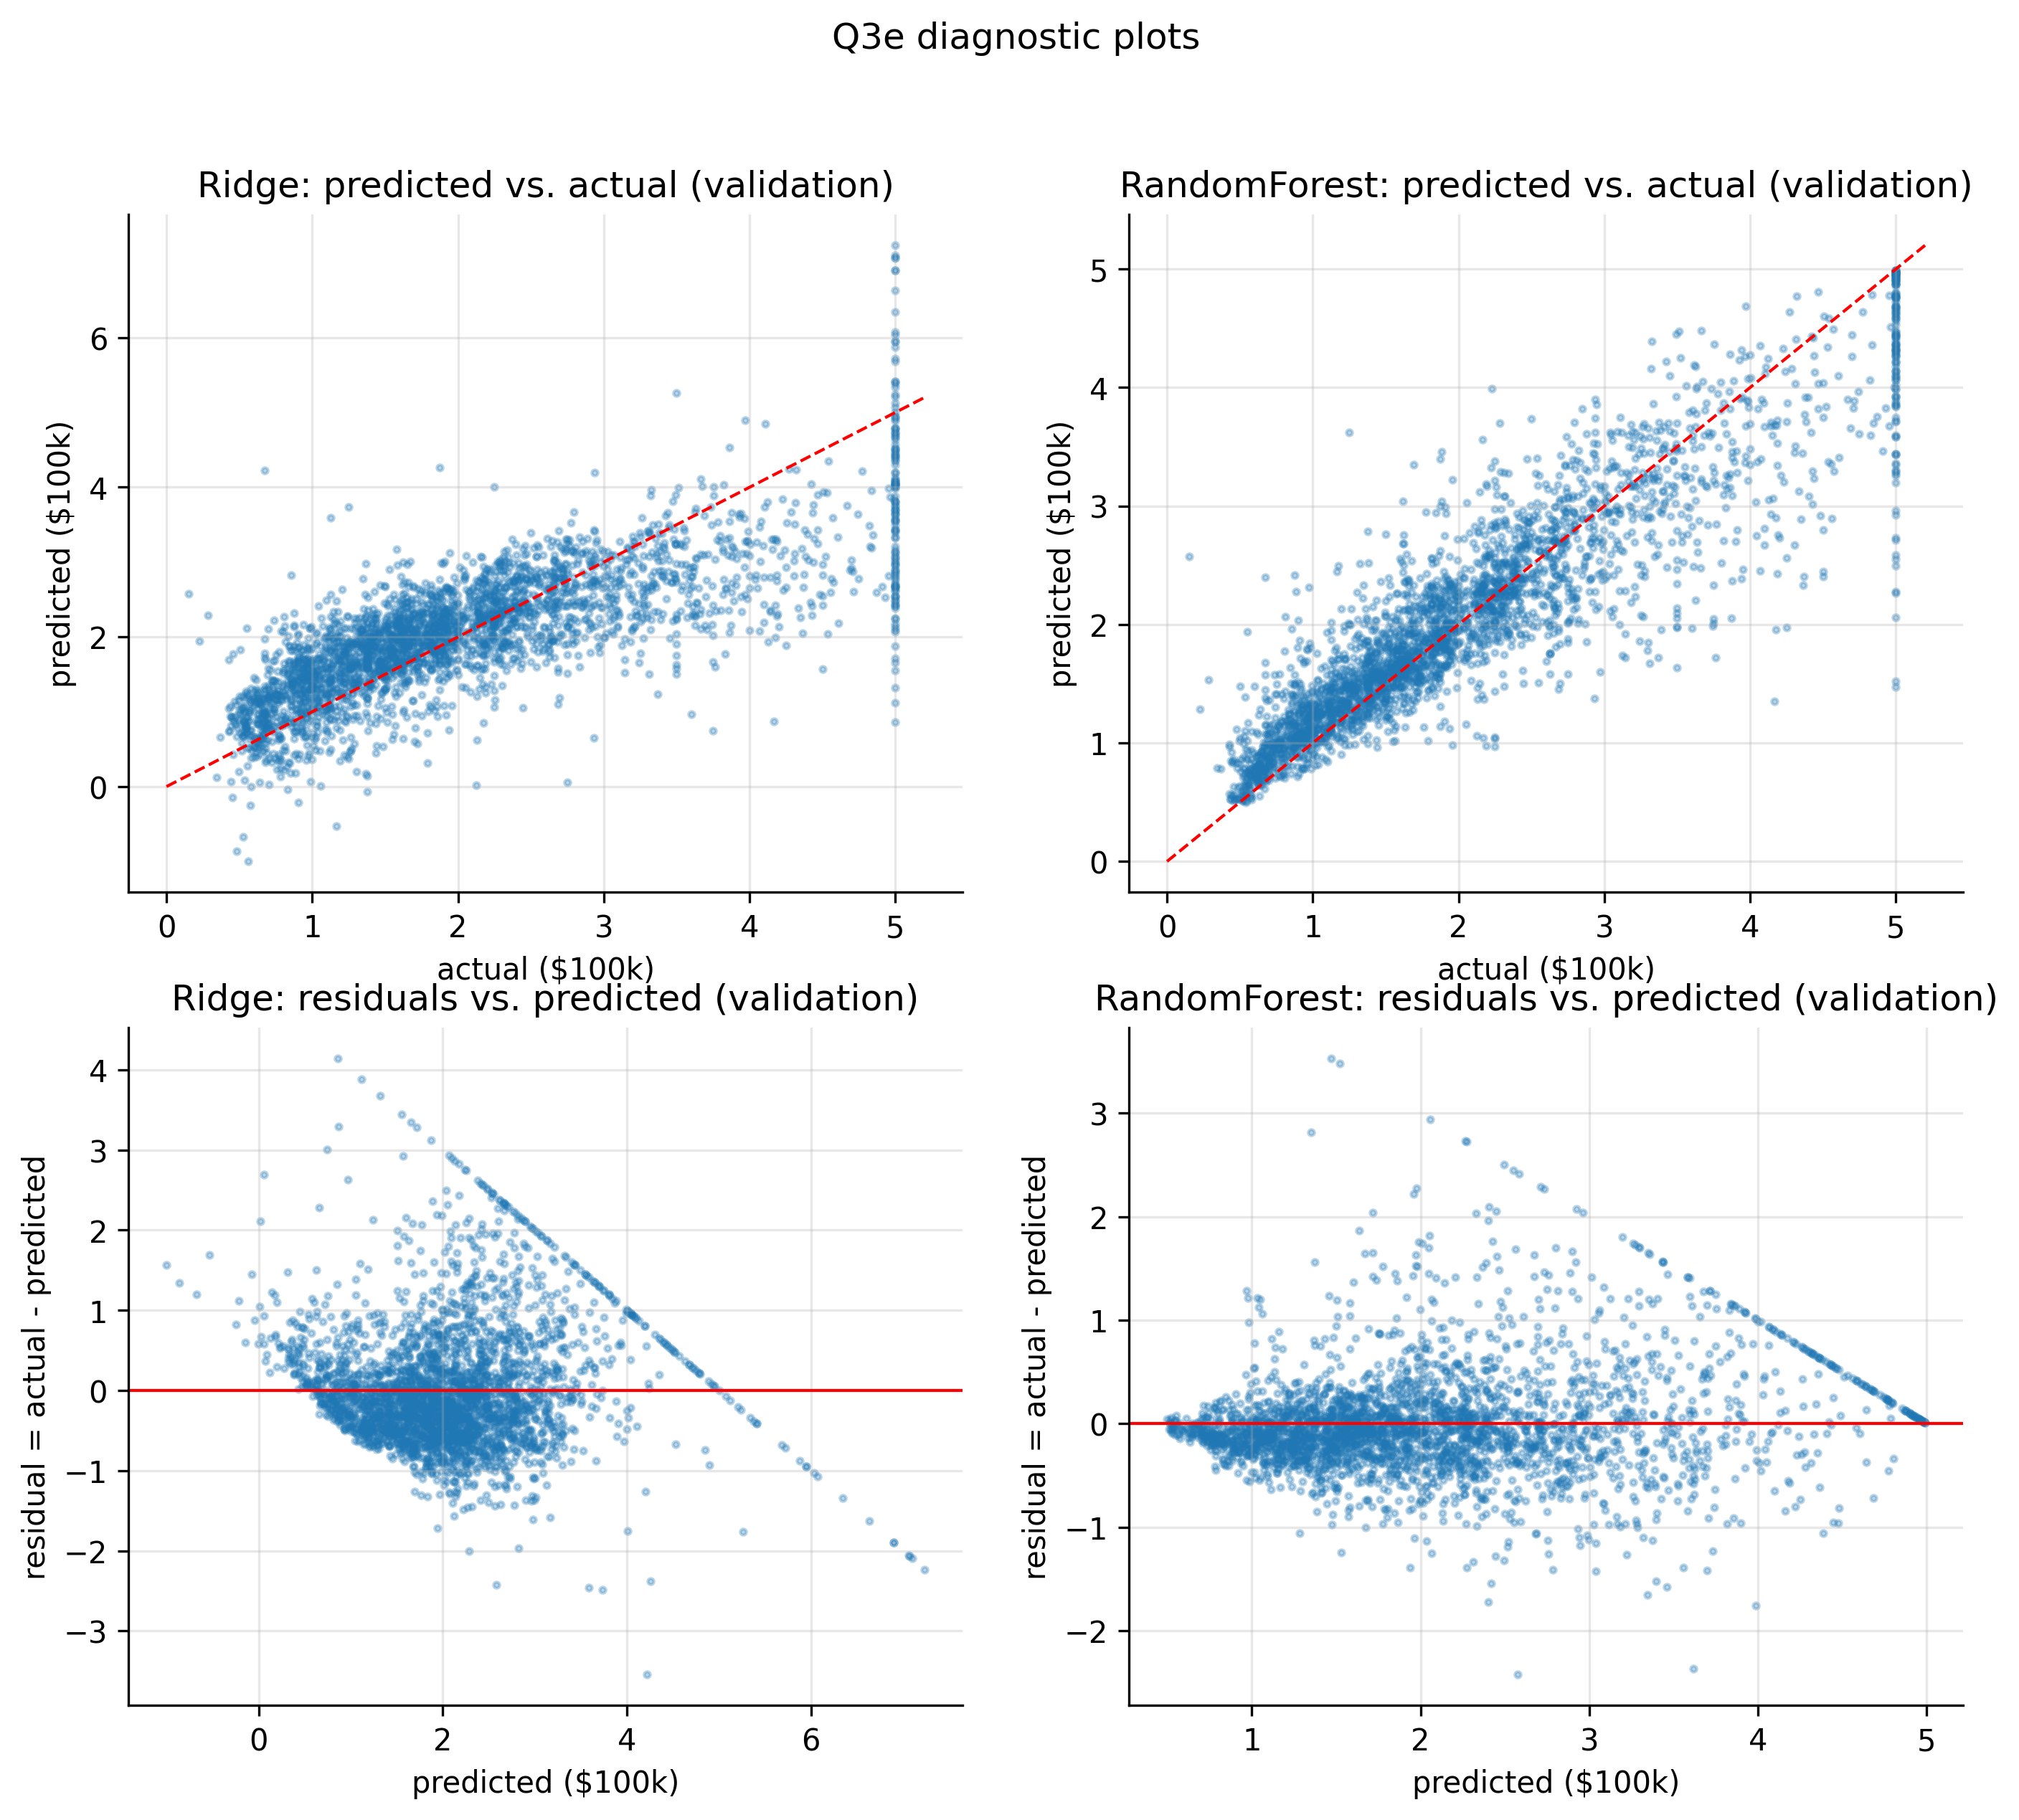 Q3e diagnostic plots
Ridge: predicted vs. actual (validation)
predicted ($100k)
6
4
2
0
0 1 2 3 4 5
actual ($100k)
RandomForest: predicted vs. actual (validation)
predicted ($100k)
5
4
3
2
1
0
0 1 2 3 4 5
actual ($100k)
Ridge: residuals vs. predicted (validation)
residual = actual - predicted
4
3
2
1
0
−1
−2
−3
0 2 4 6
predicted ($100k)
RandomForest: residuals vs. predicted (validation)
residual = actual - predicted
3
2
1
0
−1
−2
1 2 3 4 5
predicted ($100k)